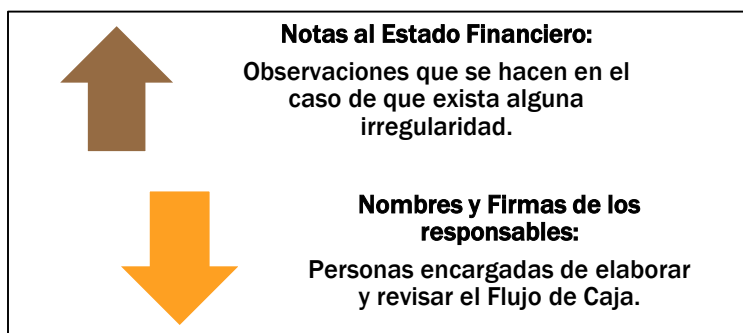 Notas al Estado Financiero:
Observaciones que se hacen en el
caso de que exista alguna
irregularidad.
Nombres y Firmas de los
responsables:
Personas encargadas de elaborar
y revisar el Flujo de Caja.